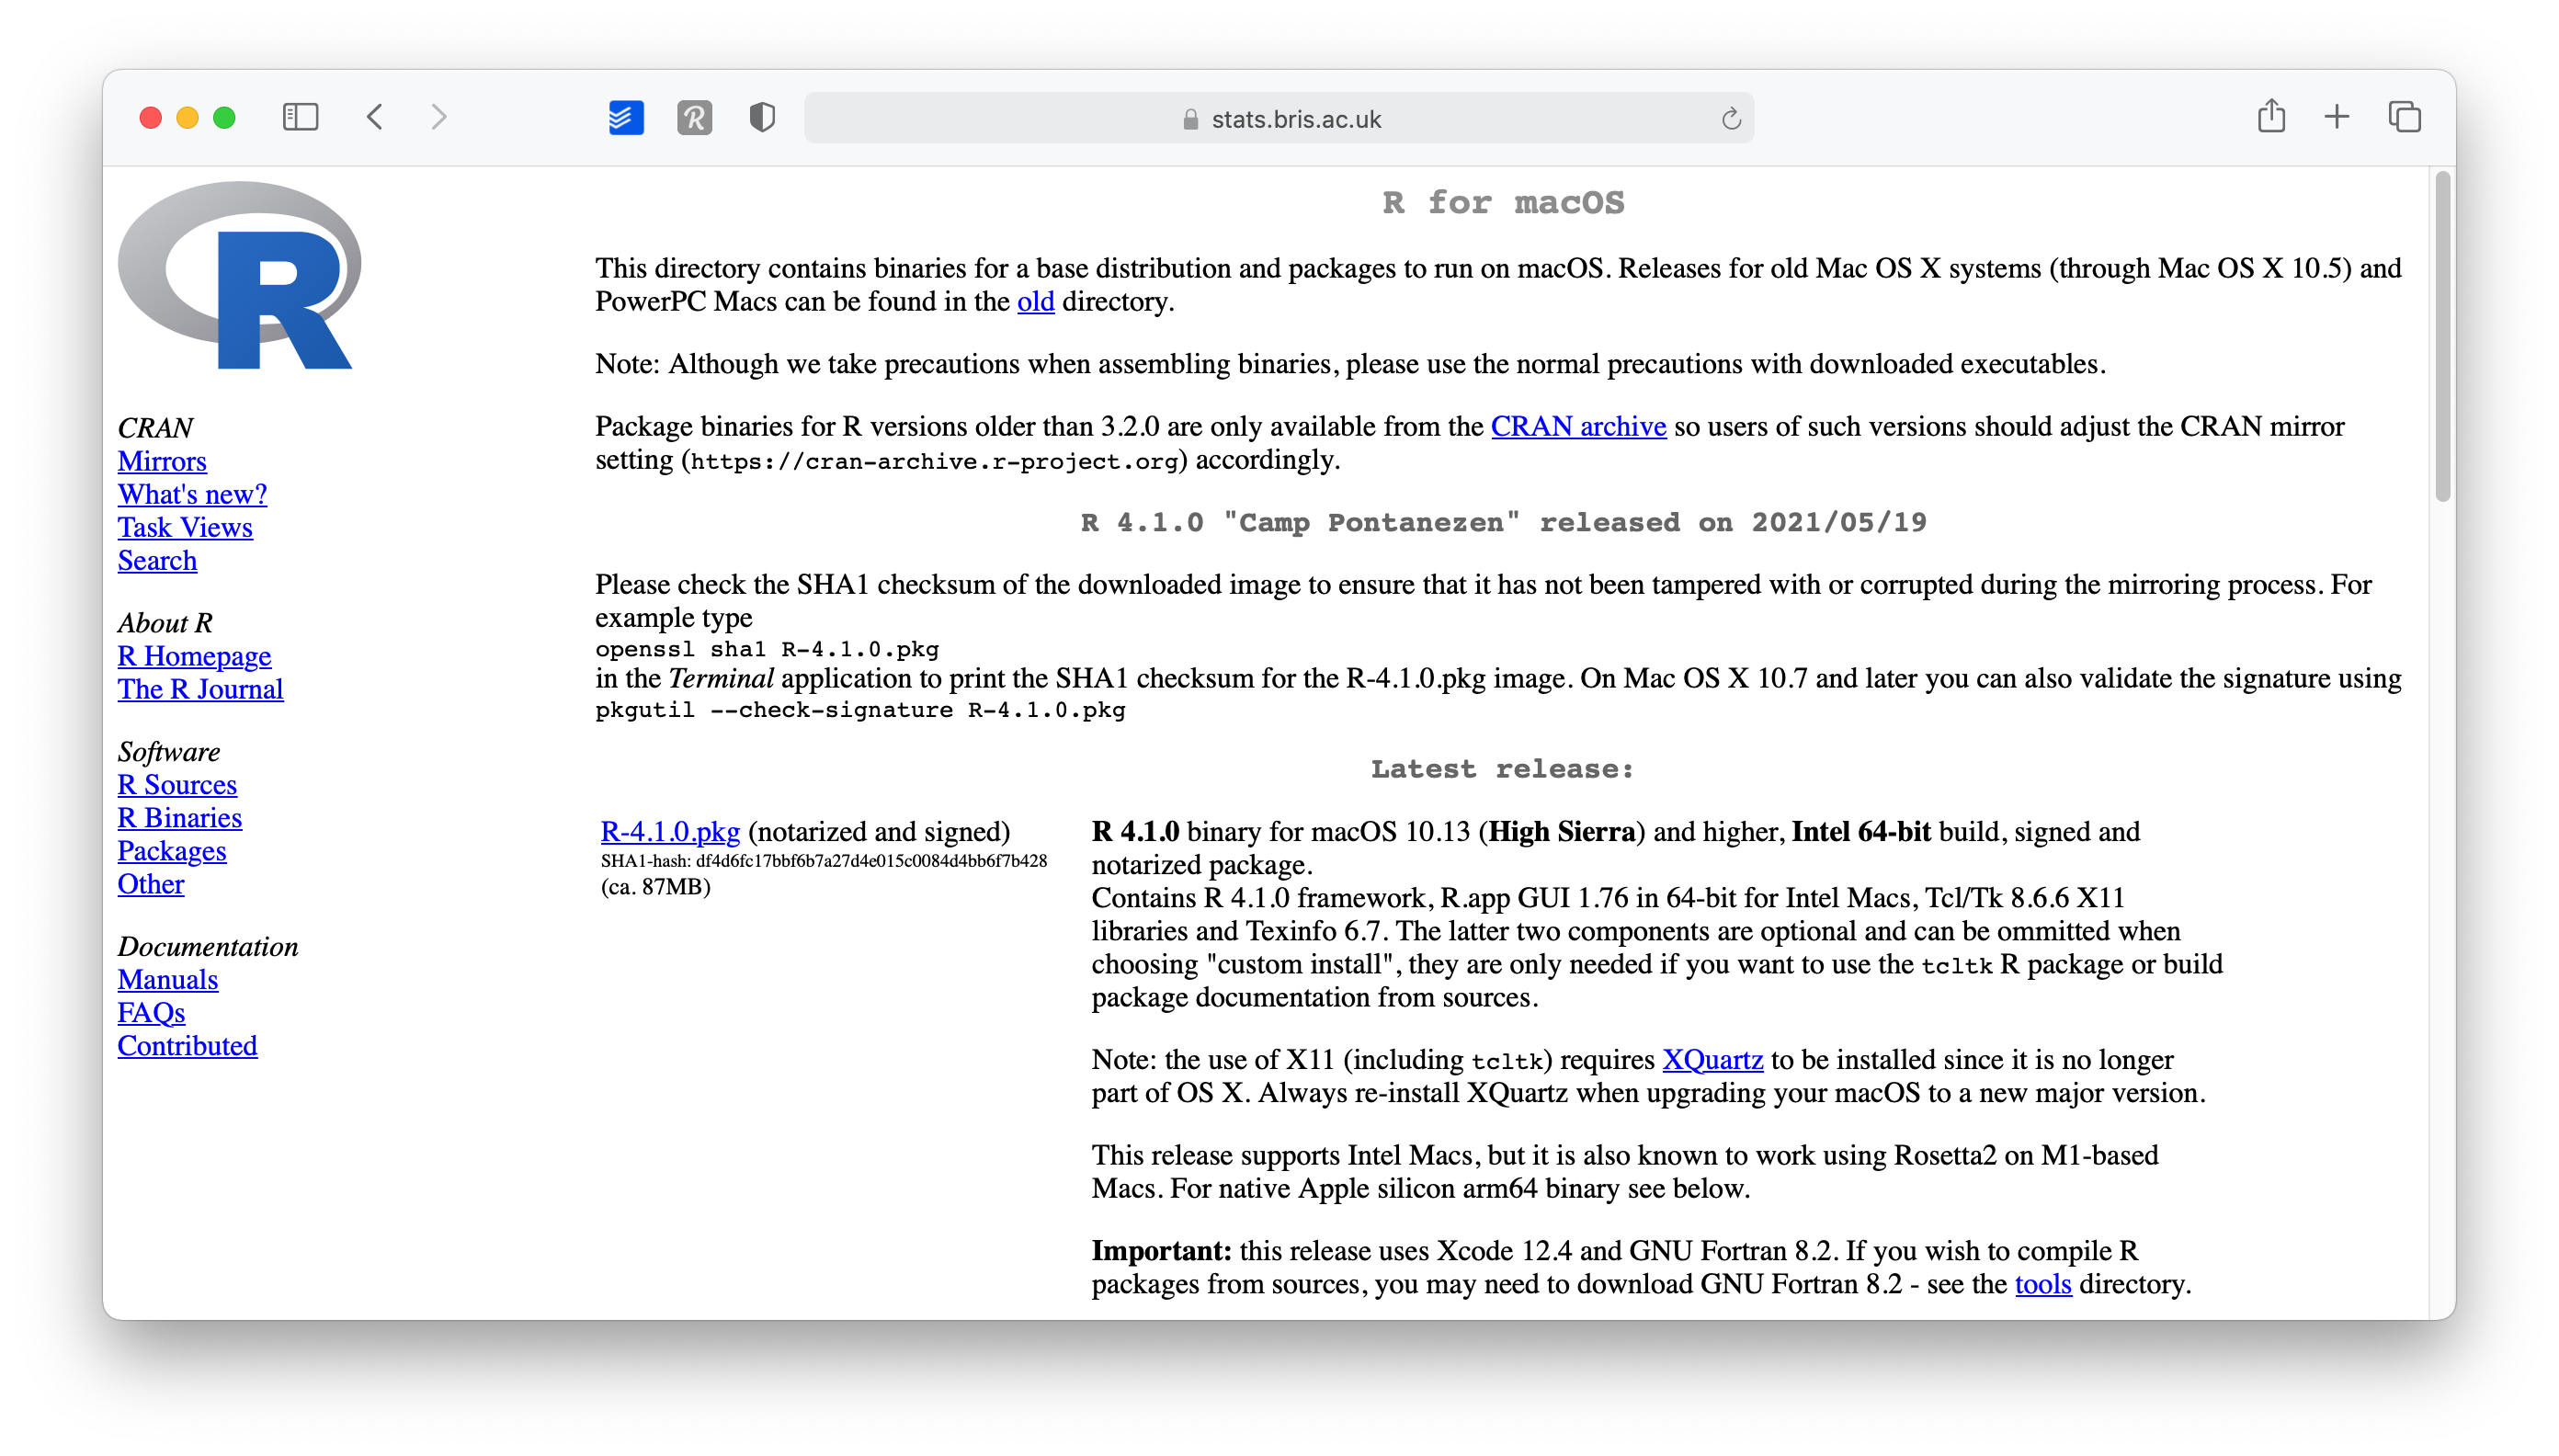 stats.bris.ac.uk
R
CRAN
Mirrors
What's new?
Task Views
Search
About R
R Homepage
The R Journal
Software
R Sources
R Binaries
Packages
Other
Documentation
Manuals
FAQs
Contributed
R for macOS
This directory contains binaries for a base distribution and packages to run on macOS. Releases for old Mac OS X systems (through Mac OS X 10.5) and
PowerPC Macs can be found in the old directory.
Note: Although we take precautions when assembling binaries, please use the normal precautions with downloaded executables.
Package binaries for R versions older than 3.2.0 are only available from the CRAN archive so users of such versions should adjust the CRAN mirror
setting (https://cran-archive.r-project.org) accordingly.
R 4.1.0 "Camp Pontanezen" released on 2021/05/19
Please check the SHA1 checksum of the downloaded image to ensure that it has not been tampered with or corrupted during the mirroring process. For
example type
openssl sha1 R-4.1.0.pkg
in the Terminal application to print the SHA1 checksum for the R-4.1.0.pkg image. On Mac OS X 10.7 and later you can also validate the signature using
pkgutil --check-signature R-4.1.0.pkg
Latest release:
R-4.1.0.pkg (notarized and signed)
SHA1-hash: df4d6fc17bbf6b7a27d4e015c0084d4bb6f7b428
(ca. 87MB)
R 4.1.0 binary for macOS 10.13 (High Sierra) and higher, Intel 64-bit build, signed and
notarized package.
Contains R 4.1.0 framework, R.app GUI 1.76 in 64-bit for Intel Macs, Tcl/Tk 8.6.6 X11
libraries and Texinfo 6.7. The latter two components are optional and can be ommitted when
choosing "custom install", they are only needed if you want to use the tcltk R package or build
package documentation from sources.
Note: the use of X11 (including tcltk) requires XQuartz to be installed since it is no longer
part of OS X. Always re-install XQuartz when upgrading your macOS to a new major version.
This release supports Intel Macs, but it is also known to work using Rosetta2 on M1-based
Macs. For native Apple silicon arm64 binary see below.
Important: this release uses Xcode 12.4 and GNU Fortran 8.2. If you wish to compile R
packages from sources, you may need to download GNU Fortran 8.2 - see the tools directory.